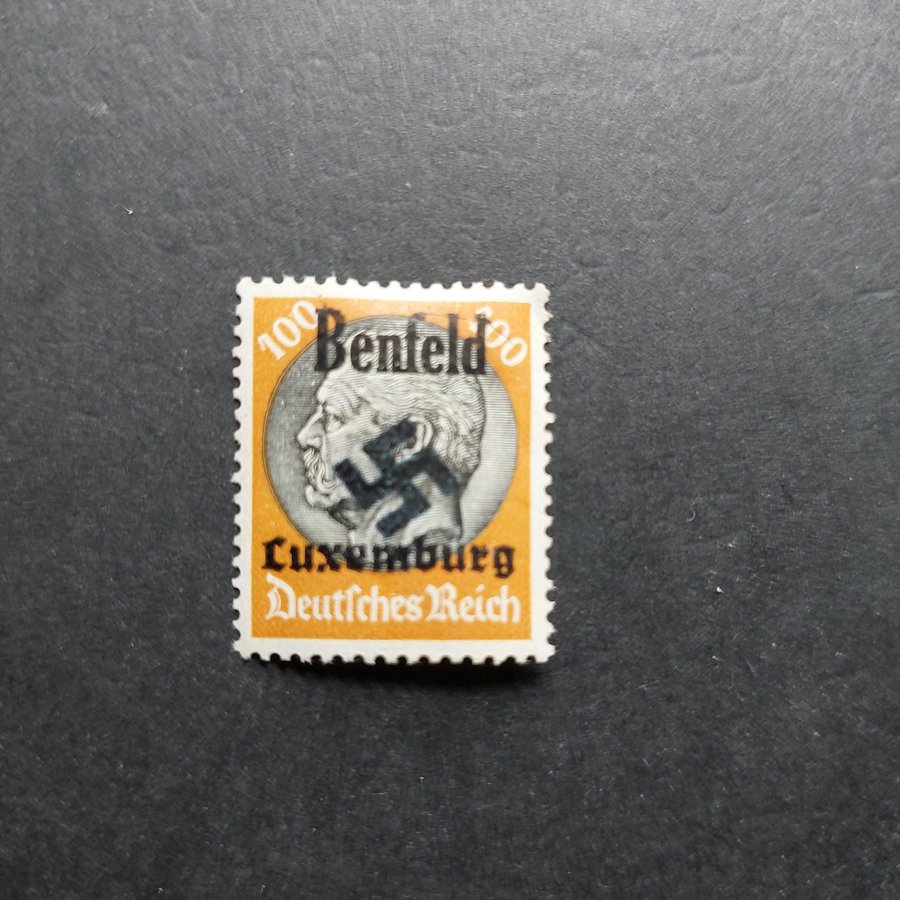 100 100
Benfeld
Luxemburg
Deutſches Reich